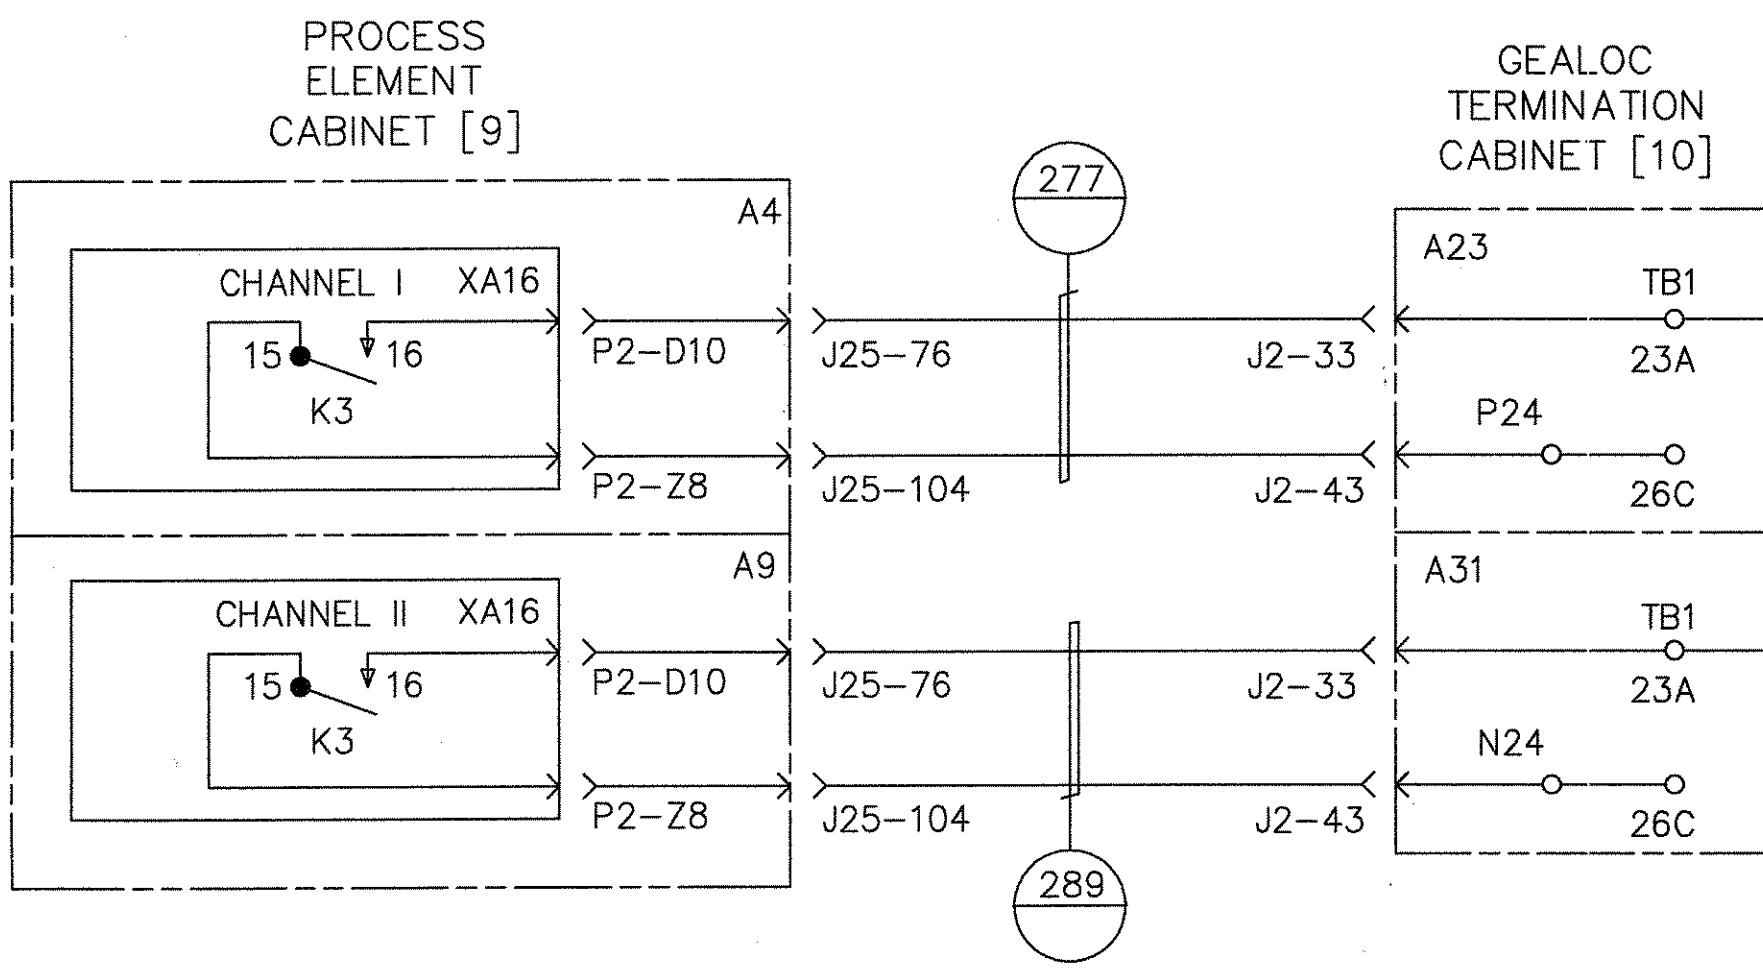 PROCESS
ELEMENT
CABINET [9]
GEALOC
TERMINATION
CABINET [10]
277
A4
A23
CHANNEL I XA16
TB1
15 16
K3
P2-D10
J25-76
J2-33
23A
P24
P2-Z8
J25-104
J2-43
26C
A9
A31
CHANNEL II XA16
TB1
15 16
K3
P2-D10
J25-76
J2-33
23A
N24
P2-Z8
J25-104
J2-43
26C
289